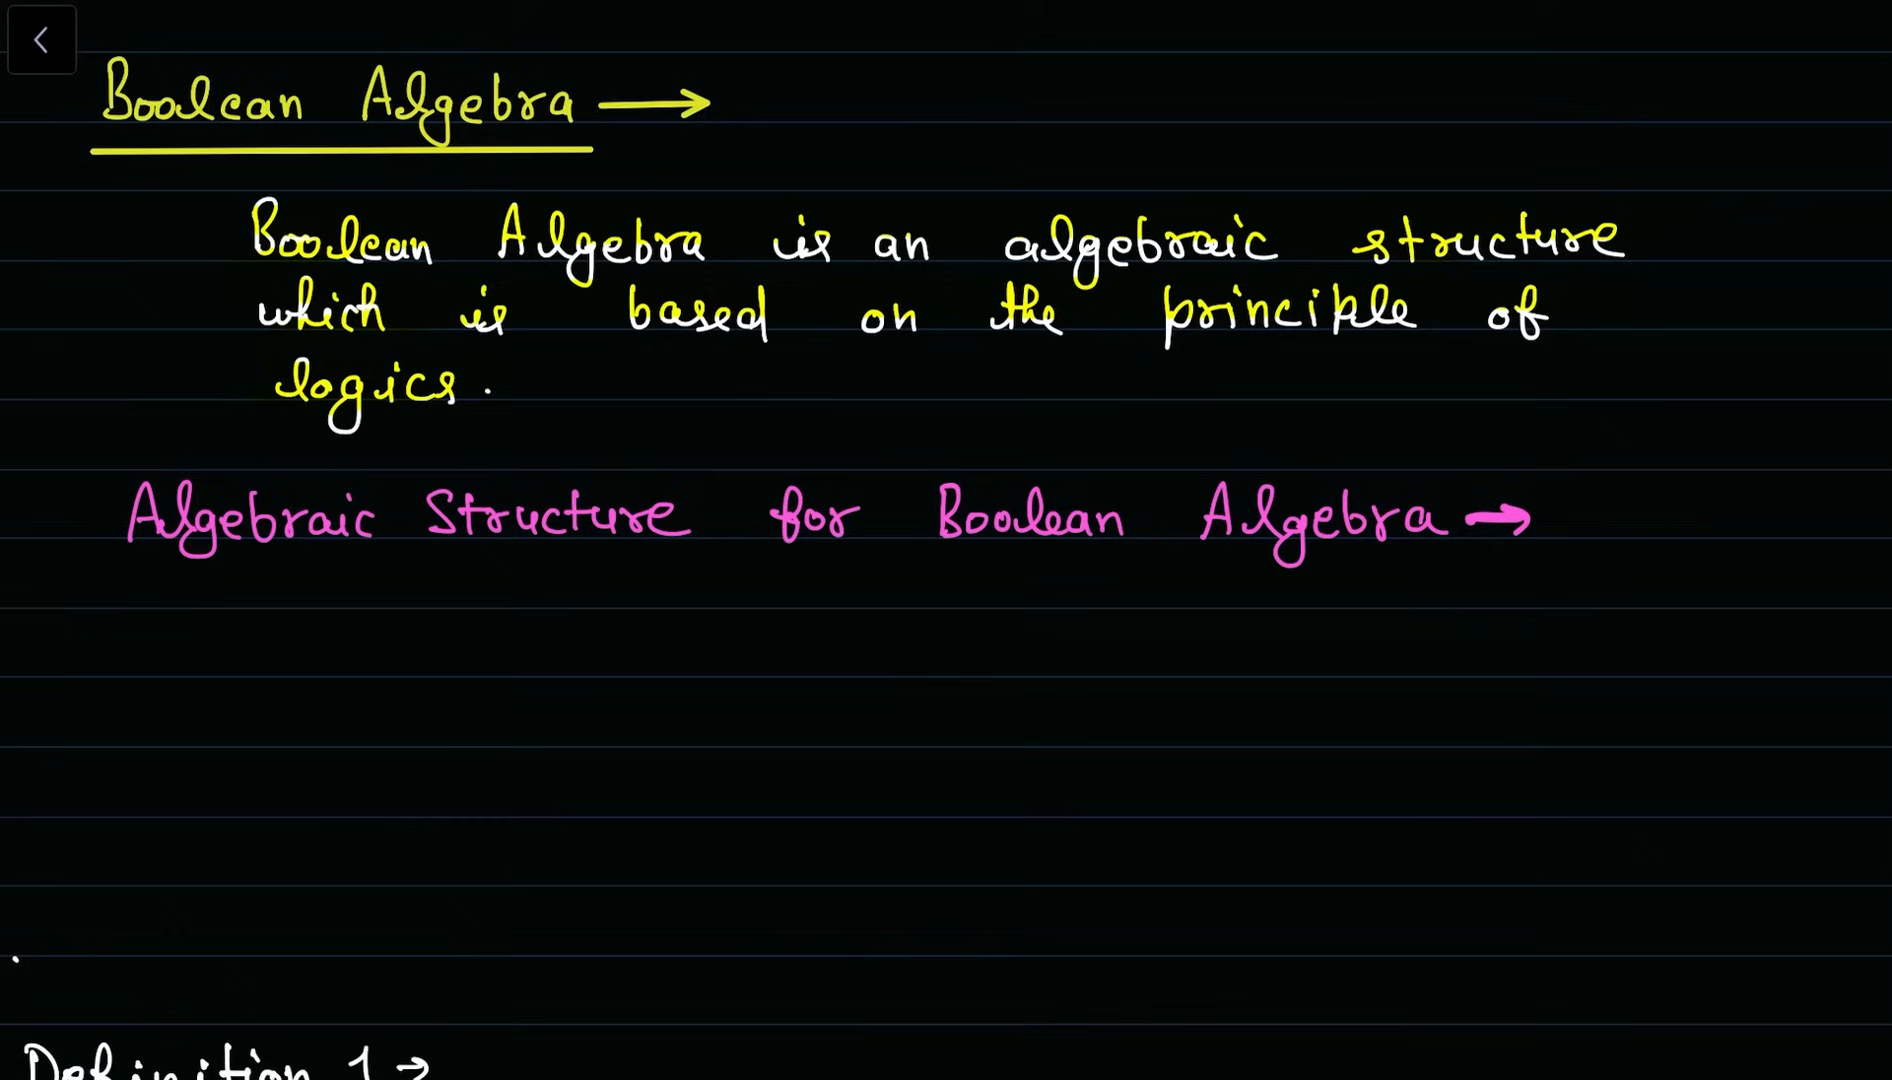 Boolean Algebra →
Boolean Algebra is an algebraic structure
which is based on the principle of
logics.
Algebraic Structure for Boolean Algebra →
Definition 1 →